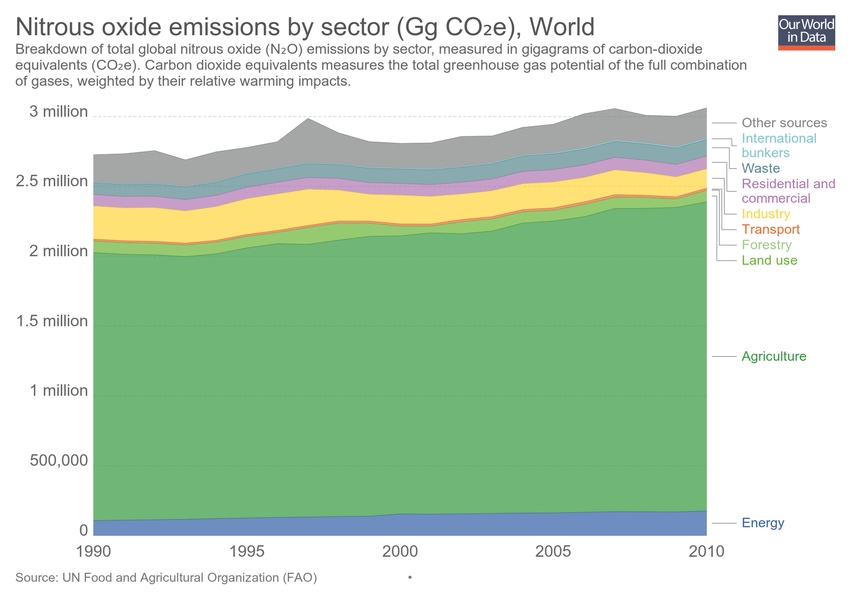 Nitrous oxide emissions by sector (Gg CO₂e), World
Our World
in Data
Breakdown of total global nitrous oxide (N₂O) emissions by sector, measured in gigagrams of carbon-dioxide
equivalents (CO₂e). Carbon dioxide equivalents measures the total greenhouse gas potential of the full combination
of gases, weighted by their relative warming impacts.
3 million
2.5 million
2 million
1.5 million
1 million
500,000
0
1990
1995
2000
2005
2010
Other sources
International
bunkers
Waste
Residential and
commercial
Industry
Transport
Forestry
Land use
Agriculture
Energy
Source: UN Food and Agricultural Organization (FAO)
•